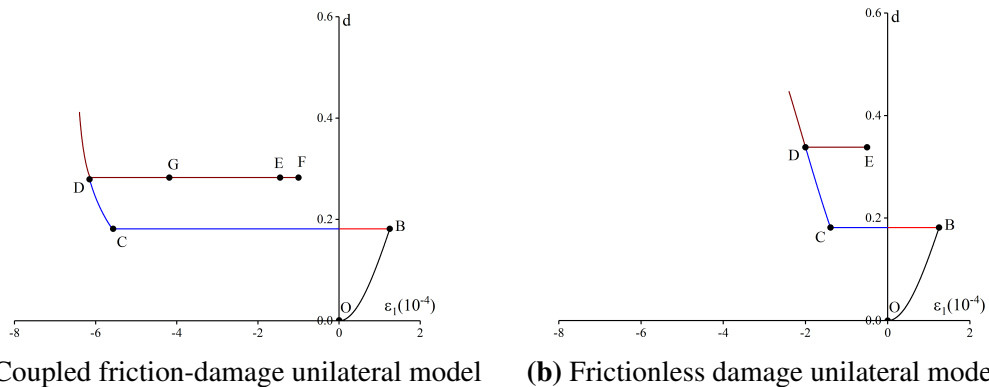 0.6
d
0.4
G
E
F
D
0.2
C
B
O
ε₁(10⁻⁴)
0.0
-8 -6 -4 -2 0 2
0.6
d
0.4
D
E
0.2
C
B
O
ε₁(10⁻⁴)
0.0
-8 -6 -4 -2 0 2
Coupled friction-damage unilateral model
(b) Frictionless damage unilateral mode